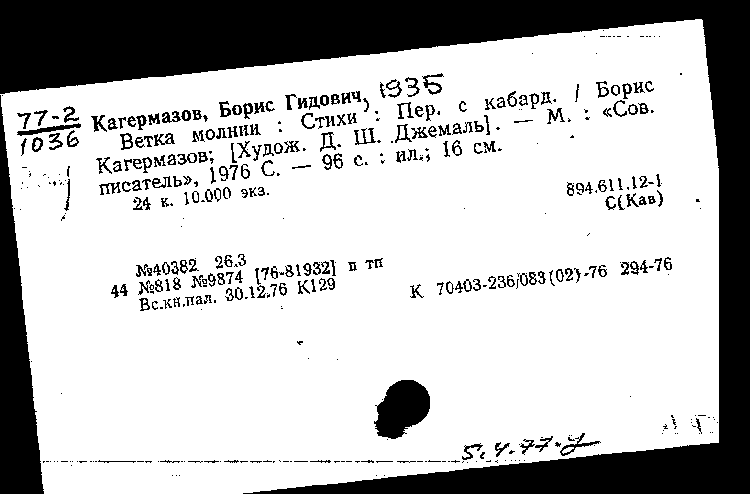 77-2
1036
Кагермазов, Борис Гидович, 1935
Ветка молнии : Стихи : Пер. с кабард. / Борис
Кагермазов; [Худож. Д. Ш. Джемаль]. — М. : «Сов.
писатель», 1976 С. — 96 с. : ил.; 16 см.
24 к. 10.000 экз.
894.611.12-1
С(Кав)
№40382 26.3
44 №818 №9874 [76-81932] п тп
Вс.кн.пал. 30.12.76 К129
К 70403-236/083(02)-76 294-76
5.4.77.